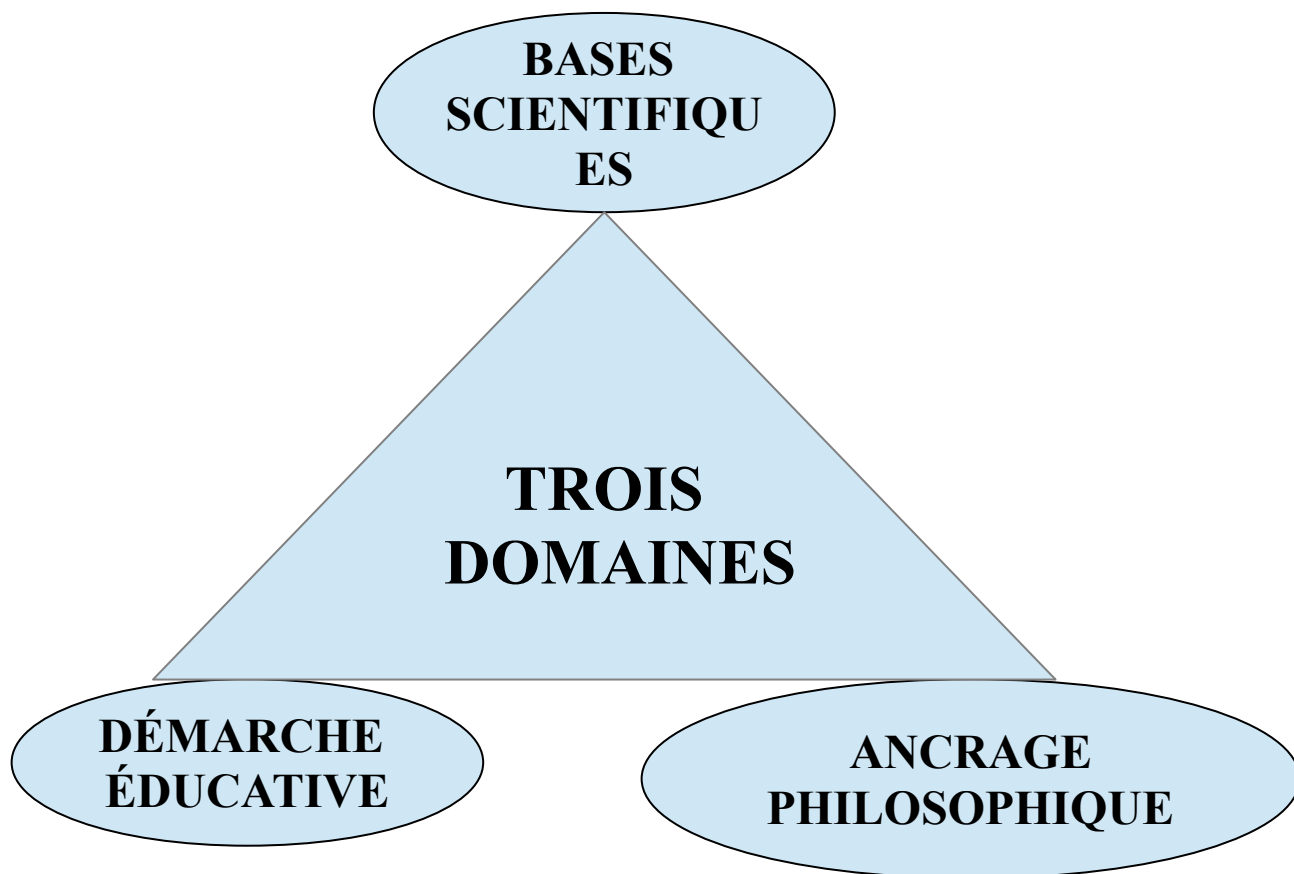 BASES
SCIENTIFIQU
ES
TROIS
DOMAINES
DÉMARCHE
ÉDUCATIVE
ANCRAGE
PHILOSOPHIQUE